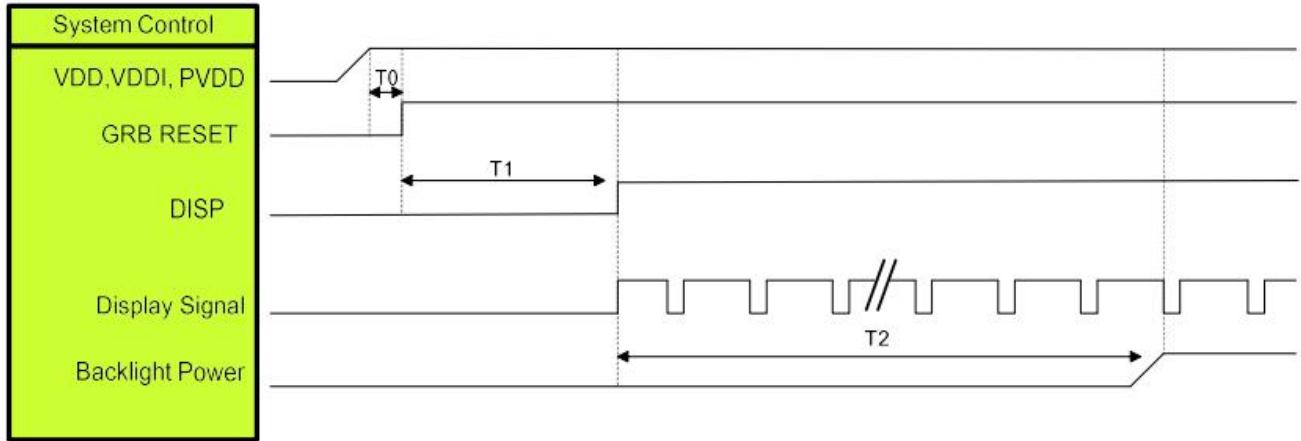 System Control
VDD,VDDI, PVDD
T0
GRB RESET
T1
DISP
Display Signal
T2
Backlight Power